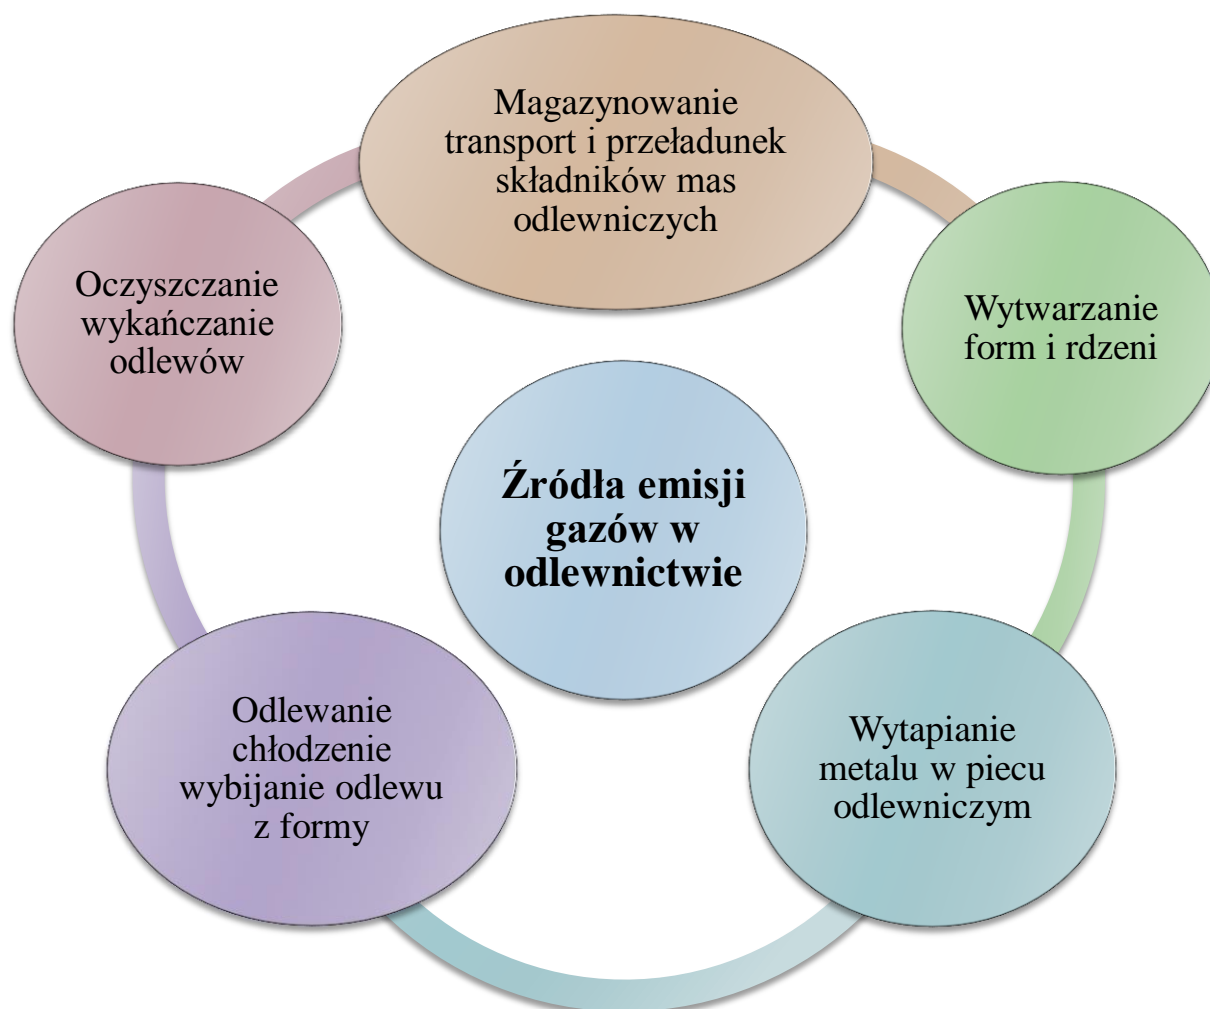 Magazynowanie
transport i przeładunek
składników mas
odlewniczych
Wytwarzanie
form i rdzeni
Wytapianie
metalu w piecu
odlewniczym
Odlewanie
chłodzenie
wybijanie odlewu
z formy
Oczyszczanie
wykańczanie
odlewów
Źródła emisji
gazów w
odlewnictwie